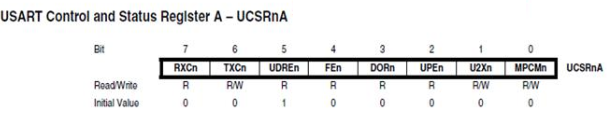 USART Control and Status Register A – UCSRnA
Bit 7 6 5 4 3 2 1 0
RXCn TXCn UDREn FEn DORn UPEn U2Xn MPCMn UCSRnA
Read/Write R R/W R R R R R/W R/W
Initial Value 0 0 1 0 0 0 0 0